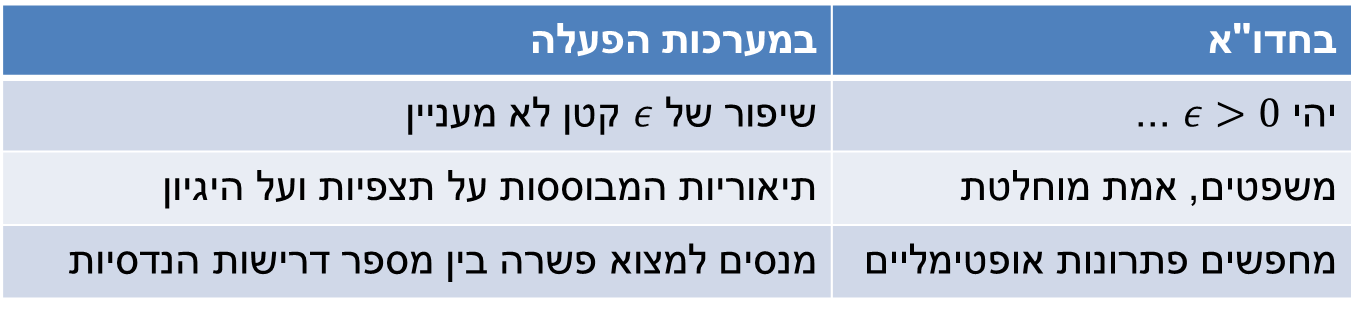 בחדו"א במערכות הפעלה
יהי ϵ > 0 ... שיפור של ϵ קטן לא מעניין
משפטים, אמת מוחלטת תיאוריות המבוססות על תצפיות ועל היגיון
מחפשים פתרונות אופטימליים מנסים למצוא פשרה בין מספר דרישות הנדסיות